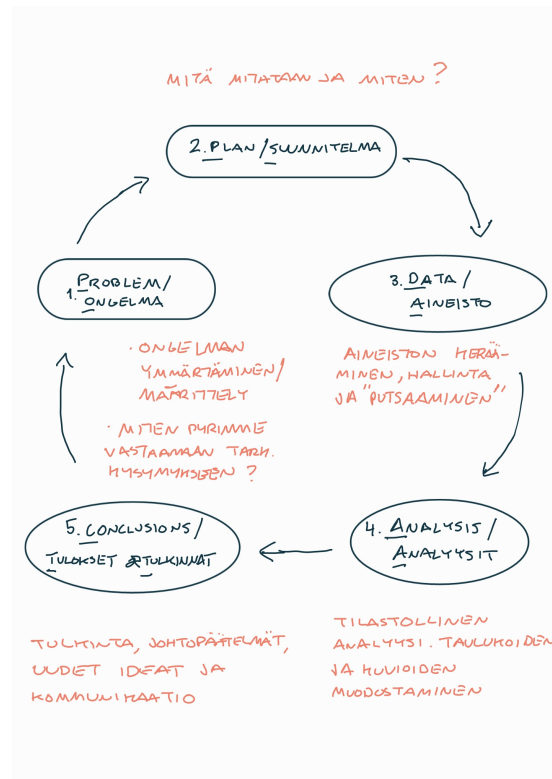 MITÄ MITATAAN JA MITEN?
2. PLAN/SUUNNITELMA
1. PROBLEM/
ONGELMA
· ONGELMAN
YMMÄRTÄMINEN/
MÄÄRITTELY
· MITEN PYRIMME
VASTAAMAAN TARK.
KYSYMYKSEEN?
3. DATA/
AINEISTO
AINEISTON KERÄÄ-
MINEN, HALLINTA
JA "PUTSAAMINEN"
4. ANALYSIS/
ANALYYSIT
TILASTOLLINEN
ANALYYSI. TAULUKOIDEN
JA KUVIOIDEN
MUODOSTAMINEN
5. CONCLUSIONS/
TULOKSET & TULKINNAT
TULKINTA, JOHTOPÄÄTELMÄT,
UUDET IDEAT JA
KOMMUNIKAATIO